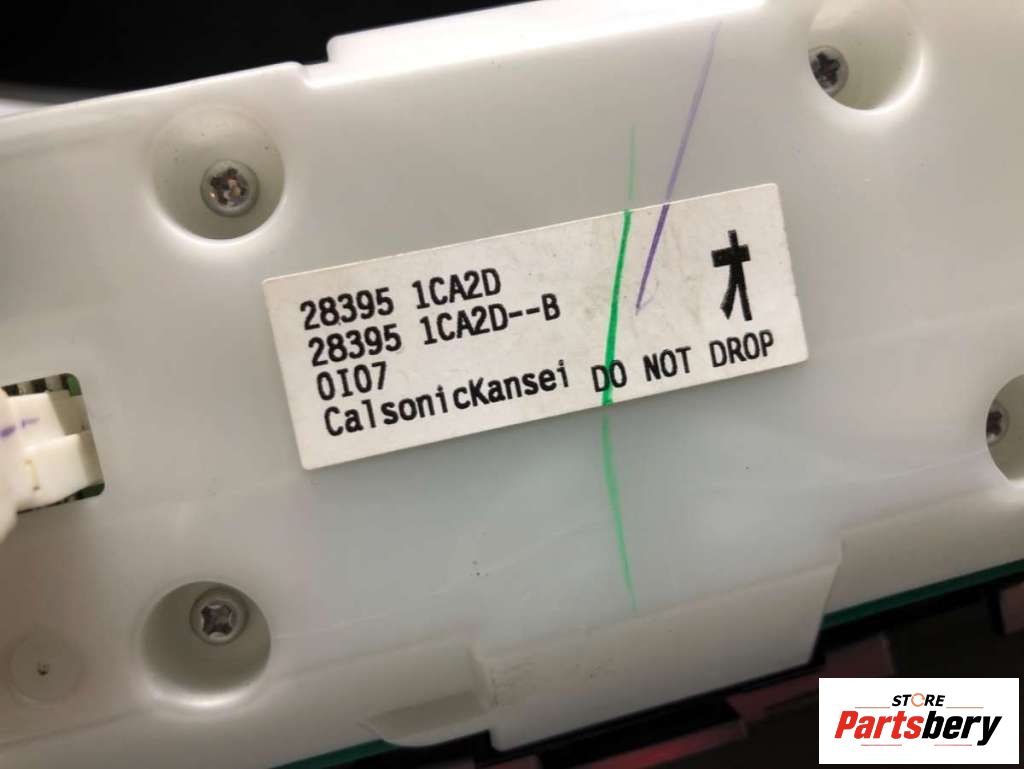 28395 1CA2D
28395 1CA2D--B
0I07
CalsonicKansei DO NOT DROP
STORE
Partsbery